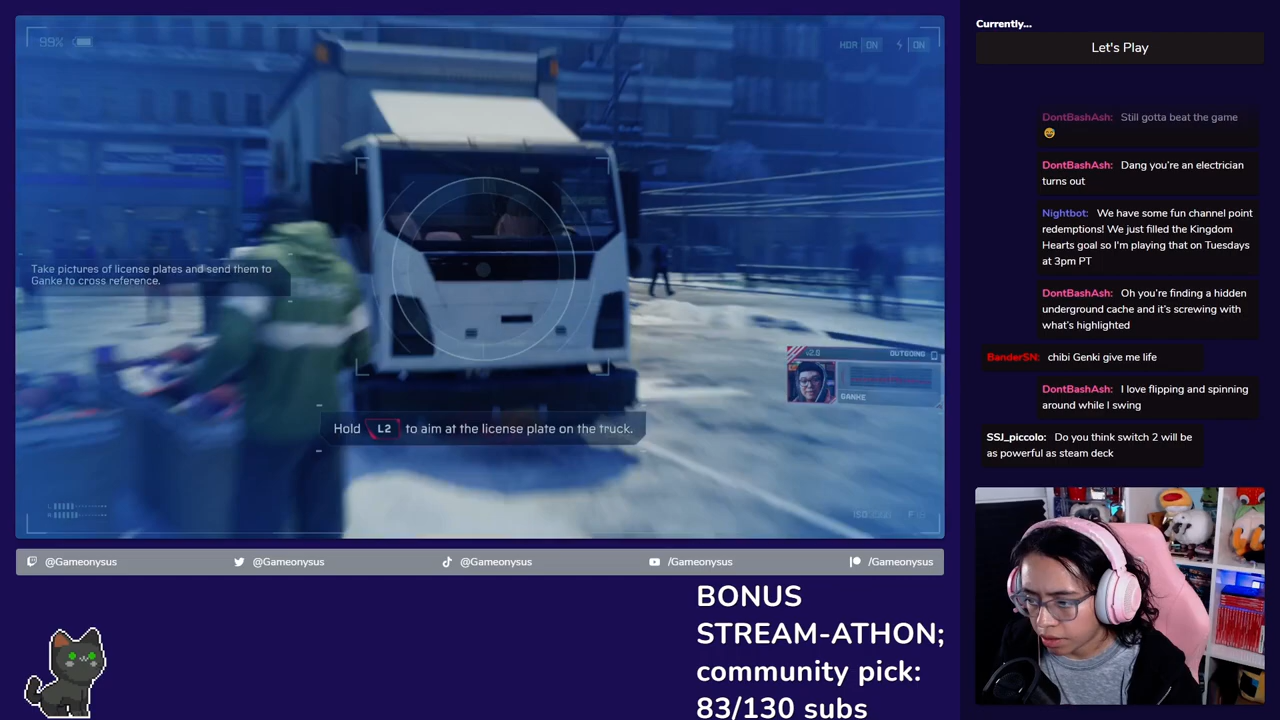 Currently...
Let's Play
99%
HDR ON
ON
DontBashAsh: Still gotta beat the game
😅
DontBashAsh: Dang you're an electrician
turns out
Nightbot: We have some fun channel point
redemptions! We just filled the Kingdom
Hearts goal so I'm playing that on Tuesdays
at 3pm PT
DontBashAsh: Oh you're finding a hidden
underground cache and it's screwing with
what's highlighted
BanderSN: chibi Genki give me life
DontBashAsh: I love flipping and spinning
around while I swing
SSJ_piccolo: Do you think switch 2 will be
as powerful as steam deck
Take pictures of license plates and send them to
Ganke to cross reference.
V2.0 OUTGOING
GANKE
Hold L2 to aim at the license plate on the truck.
ISO
F
@Gameonysus
@Gameonysus
@Gameonysus
/Gameonysus
/Gameonysus
BONUS
STREAM-ATHON;
community pick:
83/130 subs